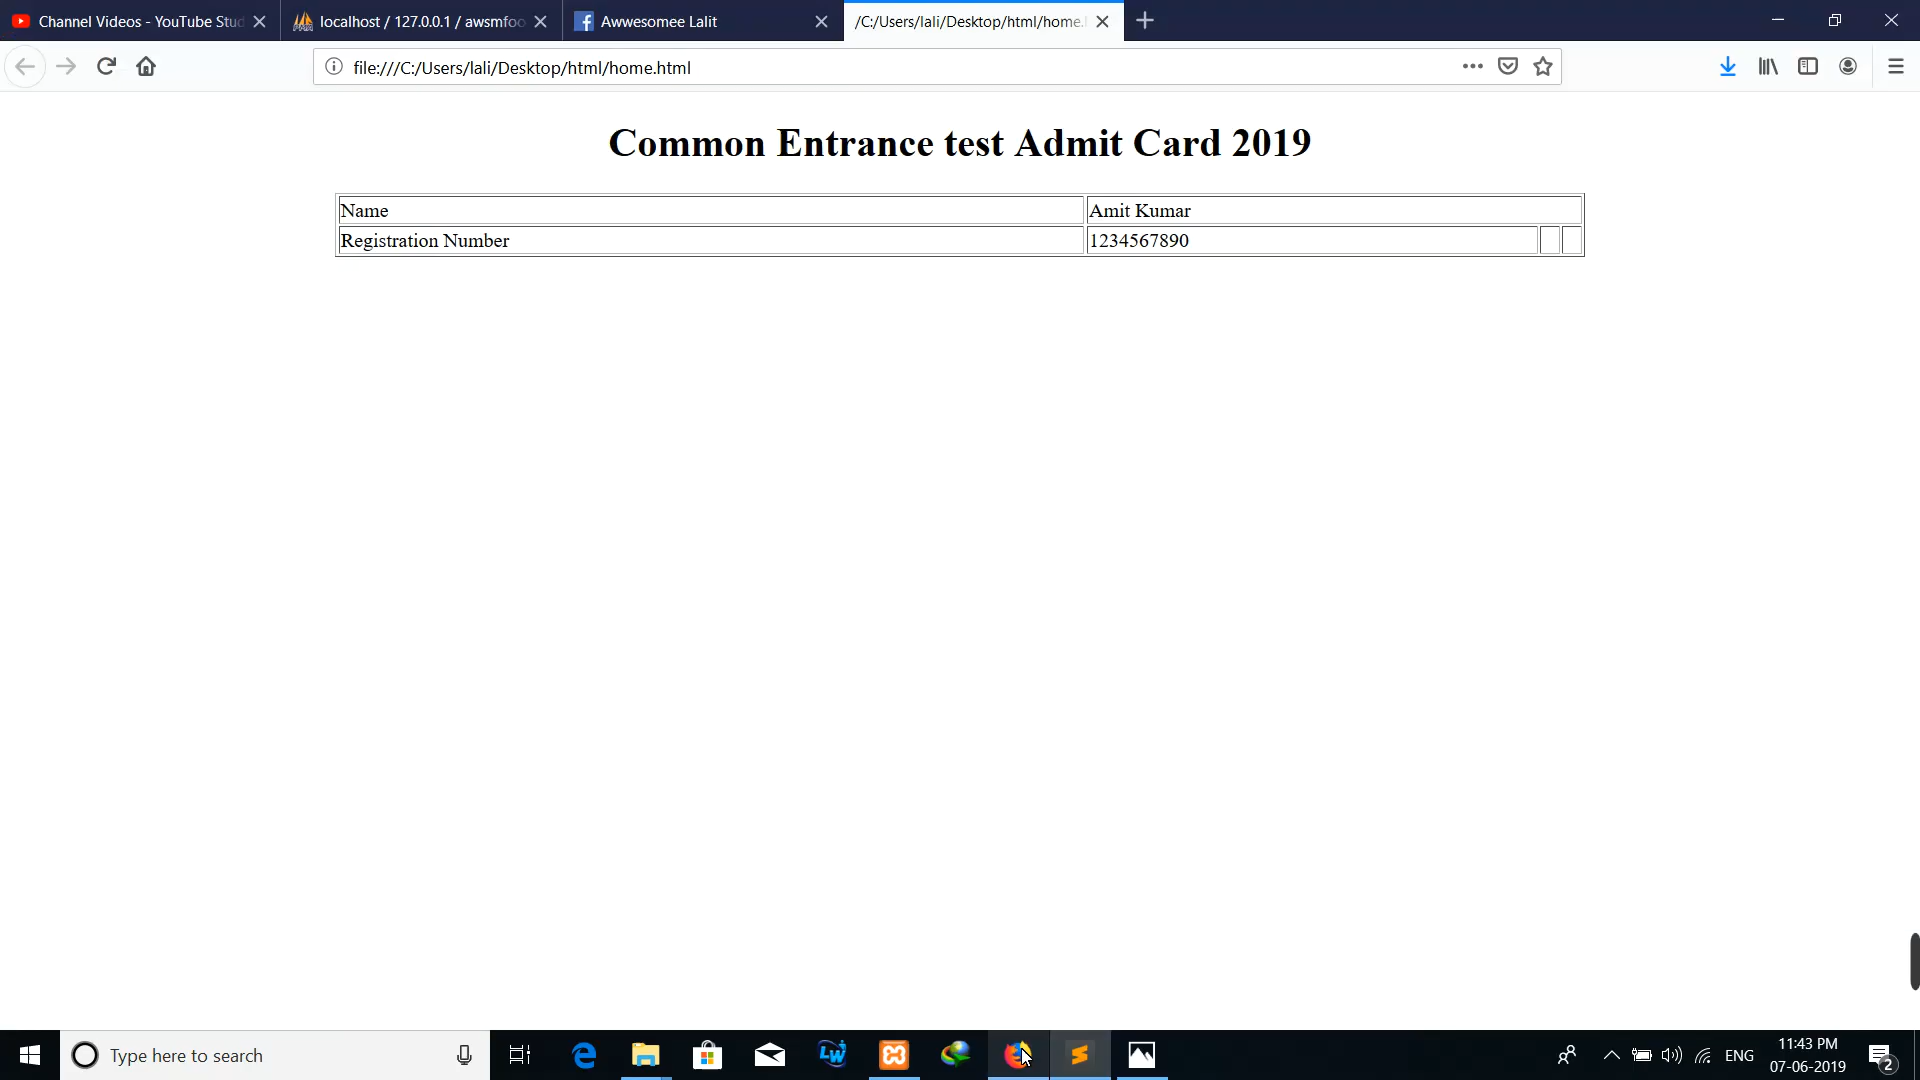 Channel Videos - YouTube Stud
localhost / 127.0.0.1 / awsmfoo
Awwesomee Lalit
/C:/Users/lali/Desktop/html/home.
file:///C:/Users/lali/Desktop/html/home.html
Common Entrance test Admit Card 2019
Name Amit Kumar
Registration Number 1234567890
Type here to search
ENG
11:43 PM
07-06-2019
2